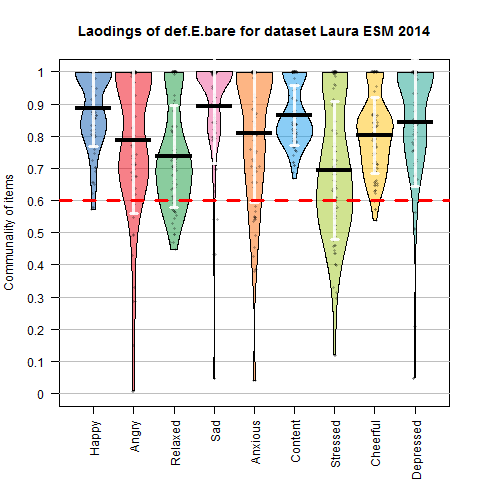 Laodings of def.E.bare for dataset Laura ESM 2014
Communality of items
1
0.9
0.8
0.7
0.6
0.5
0.4
0.3
0.2
0.1
0
Happy
Angry
Relaxed
Sad
Anxious
Content
Stressed
Cheerful
Depressed